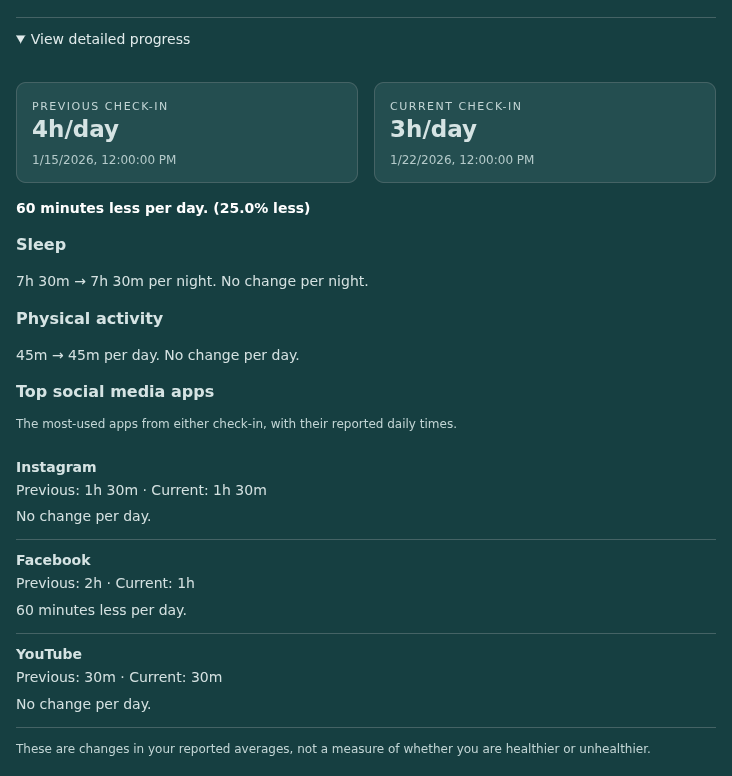 ▼ View detailed progress
PREVIOUS CHECK-IN
4h/day
1/15/2026, 12:00:00 PM
CURRENT CHECK-IN
3h/day
1/22/2026, 12:00:00 PM
60 minutes less per day. (25.0% less)
Sleep
7h 30m → 7h 30m per night. No change per night.
Physical activity
45m → 45m per day. No change per day.
Top social media apps
The most-used apps from either check-in, with their reported daily times.
Instagram
Previous: 1h 30m · Current: 1h 30m
No change per day.
Facebook
Previous: 2h · Current: 1h
60 minutes less per day.
YouTube
Previous: 30m · Current: 30m
No change per day.
These are changes in your reported averages, not a measure of whether you are healthier or unhealthier.